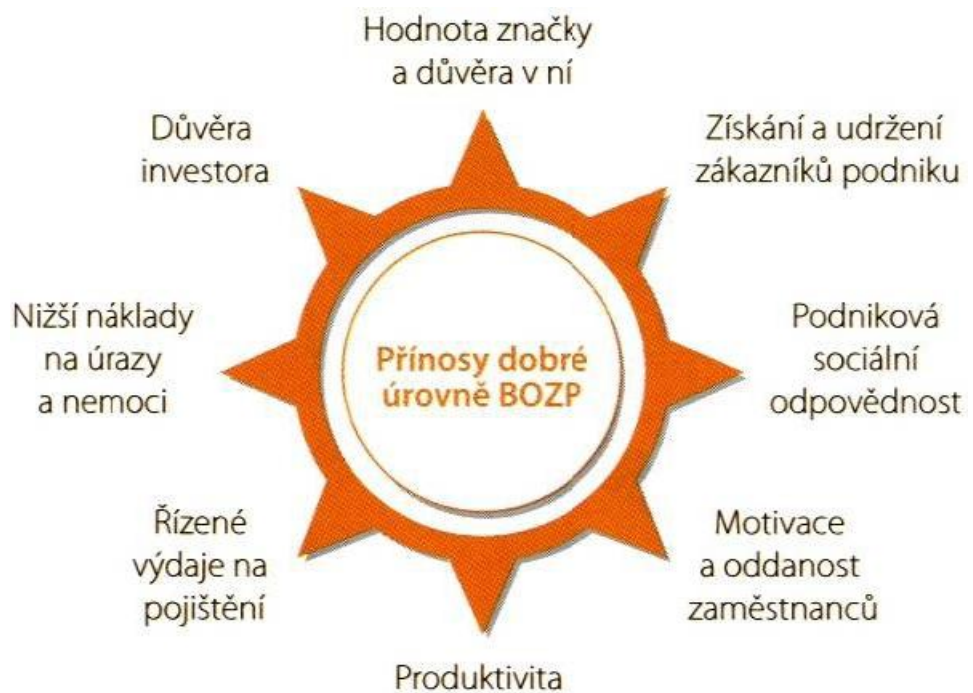 Hodnota značky
a důvěra v ní
Důvěra
investora
Získání a udržení
zákazníků podniku
Nižší náklady
na úrazy
a nemoci
Přínosy dobré
úrovně BOZP
Podniková
sociální
odpovědnost
Řízené
výdaje na
pojištění
Motivace
a oddanost
zaměstnanců
Produktivita